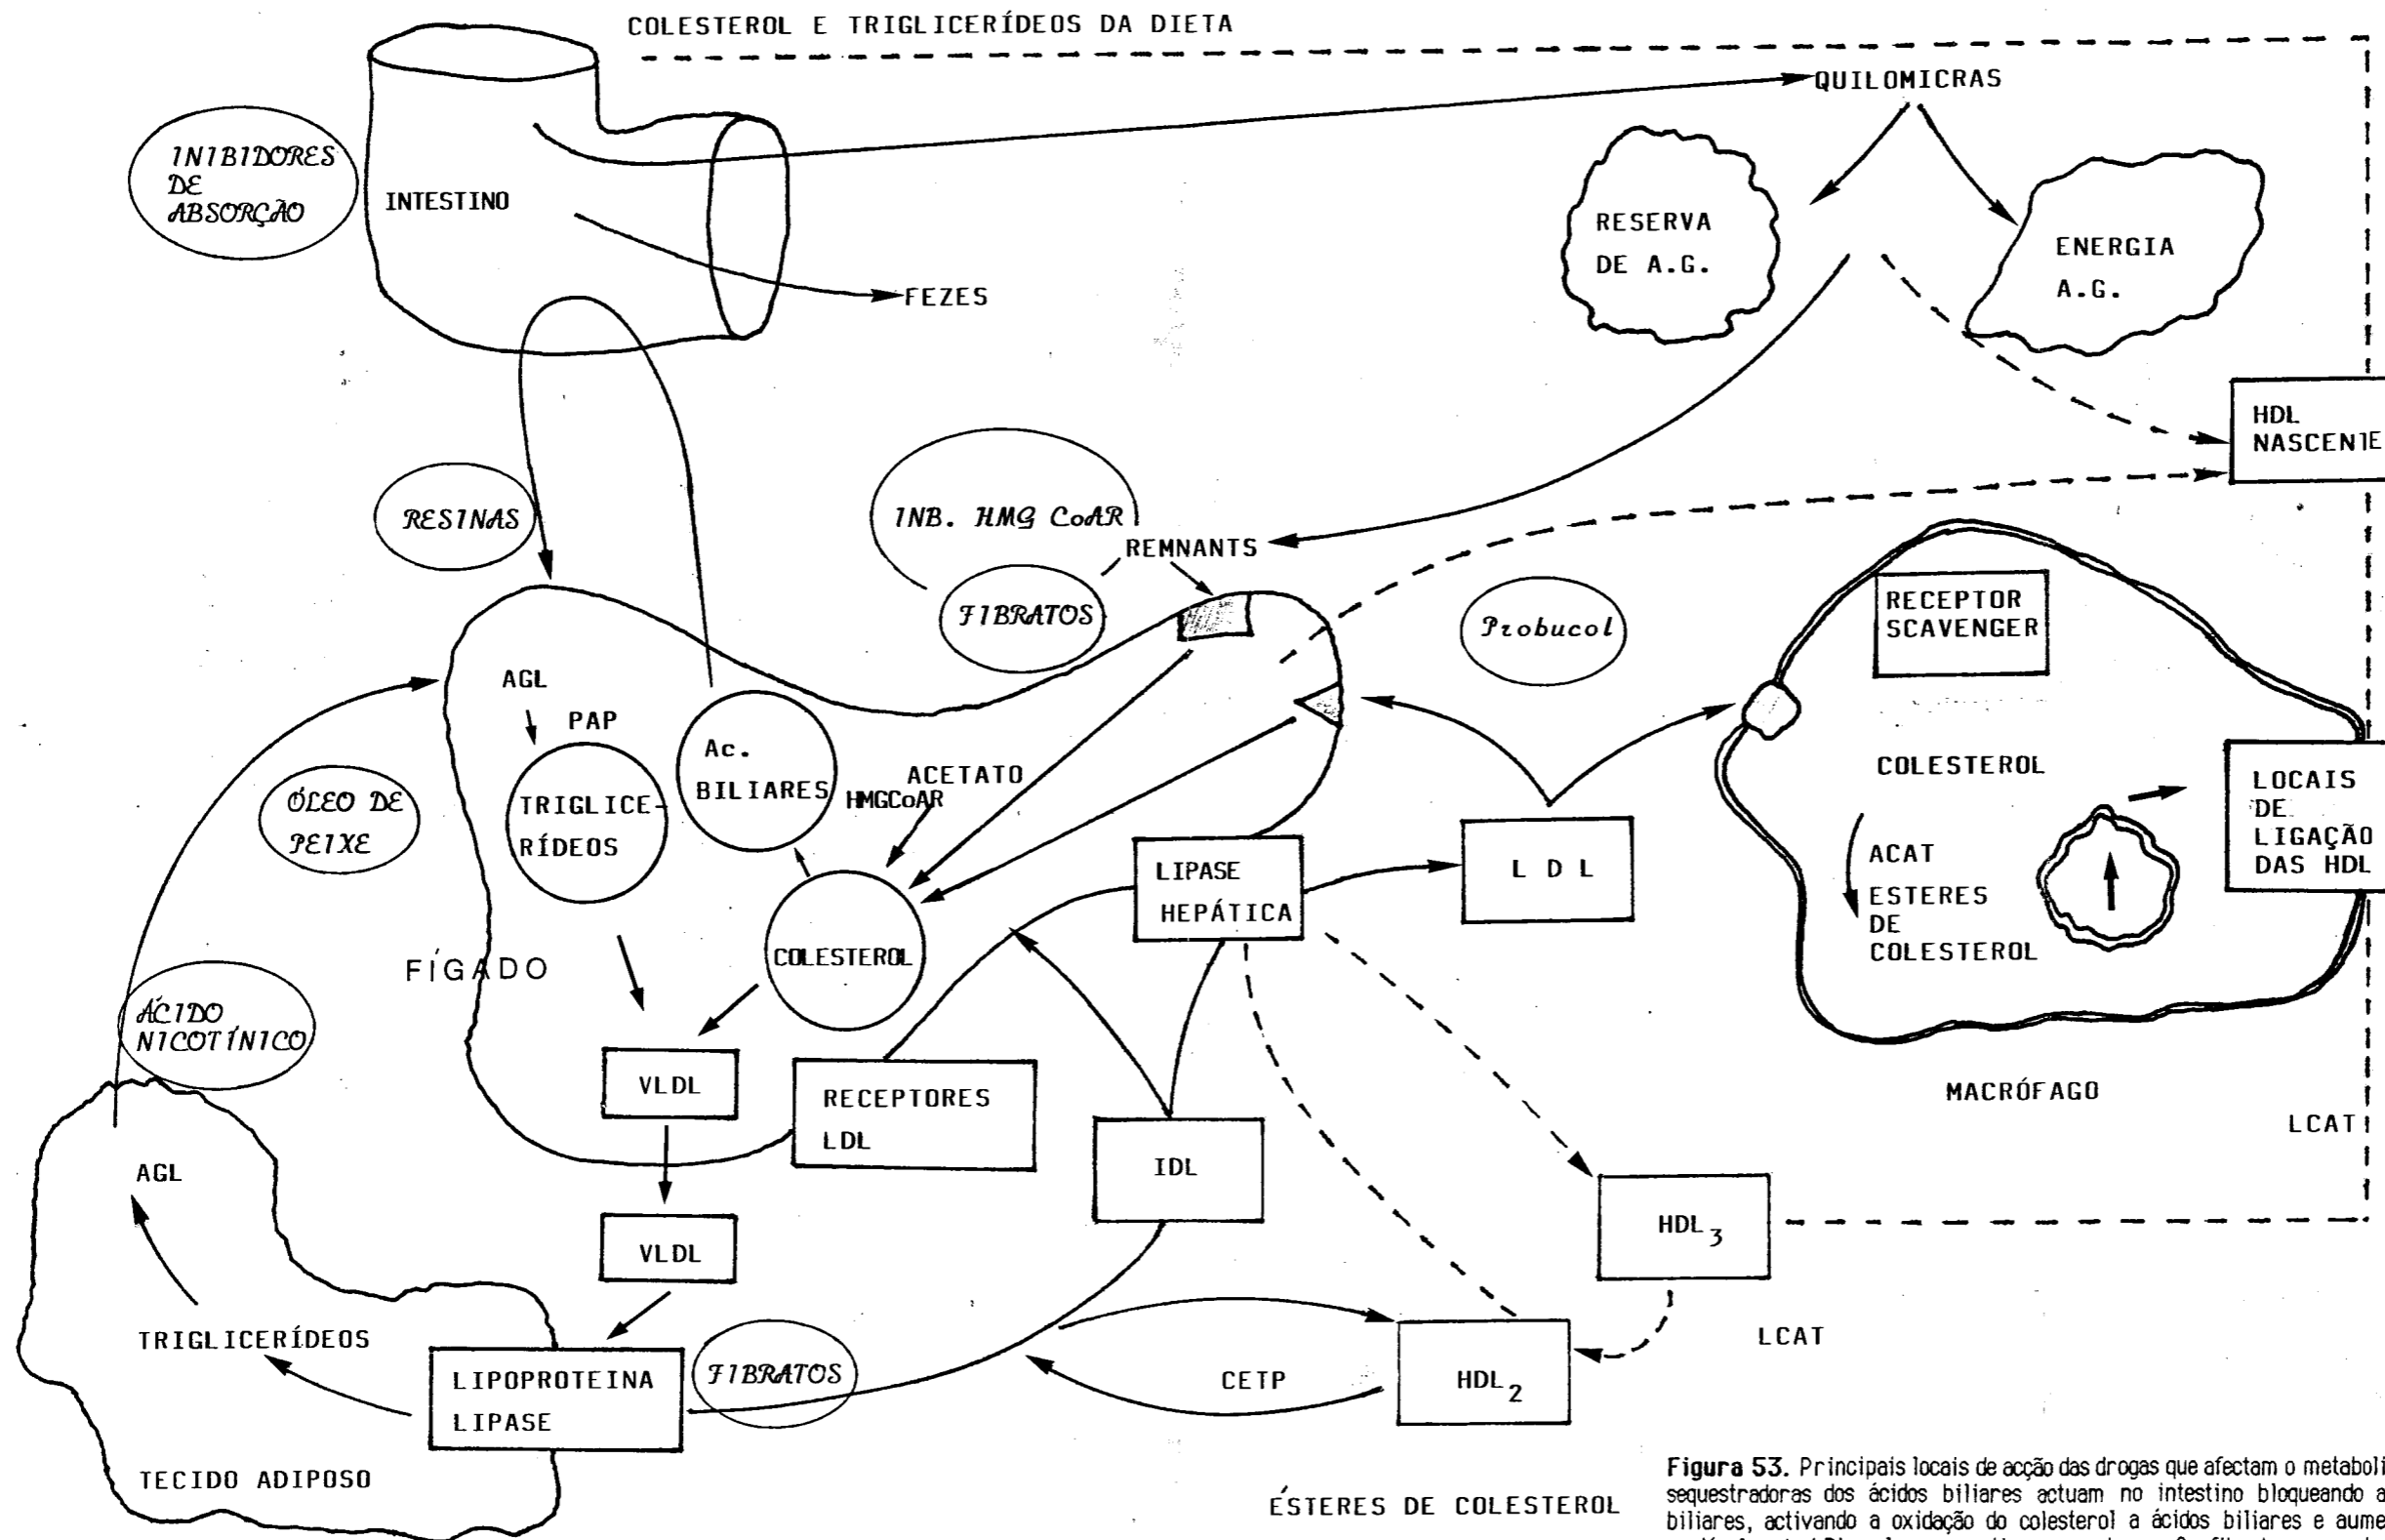 COLESTEROL E TRIGLICERÍDEOS DA DIETA
QUILOMICRAS
INIBIDORES
DE
ABSORÇÃO
INTESTINO
FEZES
RESERVA
DE A.G.
ENERGIA
A.G.
HDL
NASCENTE
RESINAS
INB. HMG CoAR
REMNANTS
FIBRATOS
Probucol
RECEPTOR
SCAVENGER
AGL
PAP
TRIGLICE-
RÍDEOS
Ac.
BILIARES
ACETATO
HMGCoAR
COLESTEROL
ÓLEO DE
PEIXE
FÍGADO
LIPASE
HEPÁTICA
L D L
COLESTEROL
ACAT
ESTERES
DE
COLESTEROL
LOCAIS
DE
LIGAÇÃO
DAS HDL
MACRÓFAGO
LCAT
ÁCIDO
NICOTÍNICO
VLDL
RECEPTORES
LDL
IDL
AGL
VLDL
HDL3
LCAT
TRIGLICERÍDEOS
LIPOPROTEINA
LIPASE
FIBRATOS
CETP
HDL2
TECIDO ADIPOSO
ÉSTERES DE COLESTEROL
Figura 53. Principais locais de acção das drogas que afectam o metaboli
sequestradoras dos ácidos biliares actuam no intestino bloqueando a
biliares, activando a oxidação do colesterol a ácidos biliares e aume